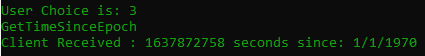 User Choice is: 3
GetTimeSinceEpoch
Client Received : 1637872758 seconds since: 1/1/1970